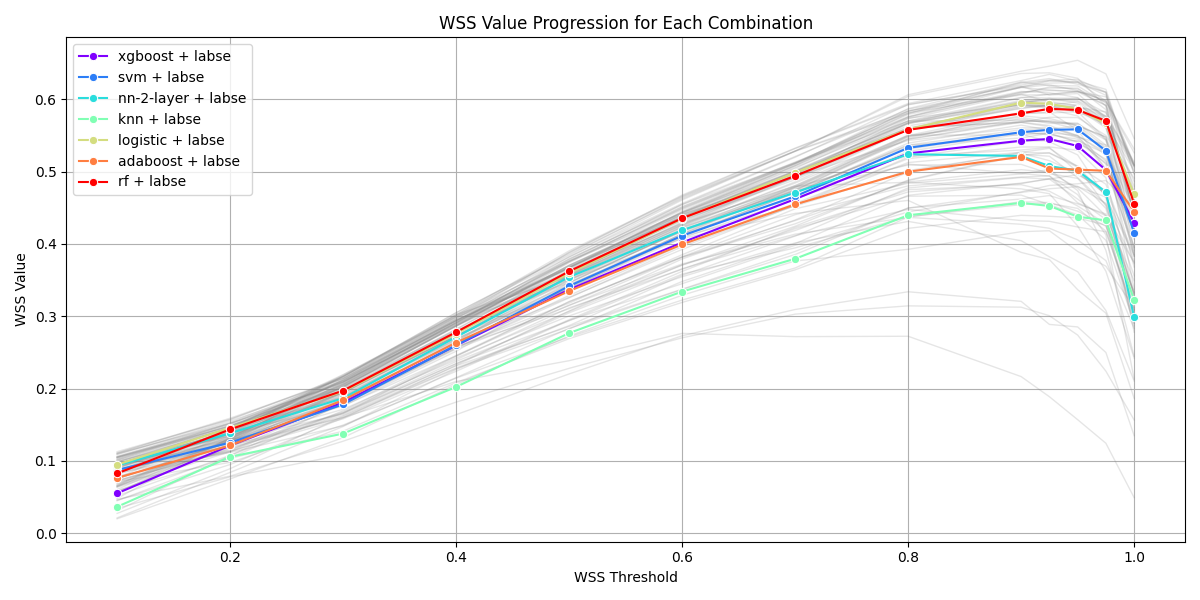 WSS Value Progression for Each Combination
xgboost + labse
svm + labse
nn-2-layer + labse
knn + labse
logistic + labse
adaboost + labse
rf + labse
WSS Value
0.6
0.5
0.4
0.3
0.2
0.1
0.0
0.2 0.4 0.6 0.8 1.0
WSS Threshold